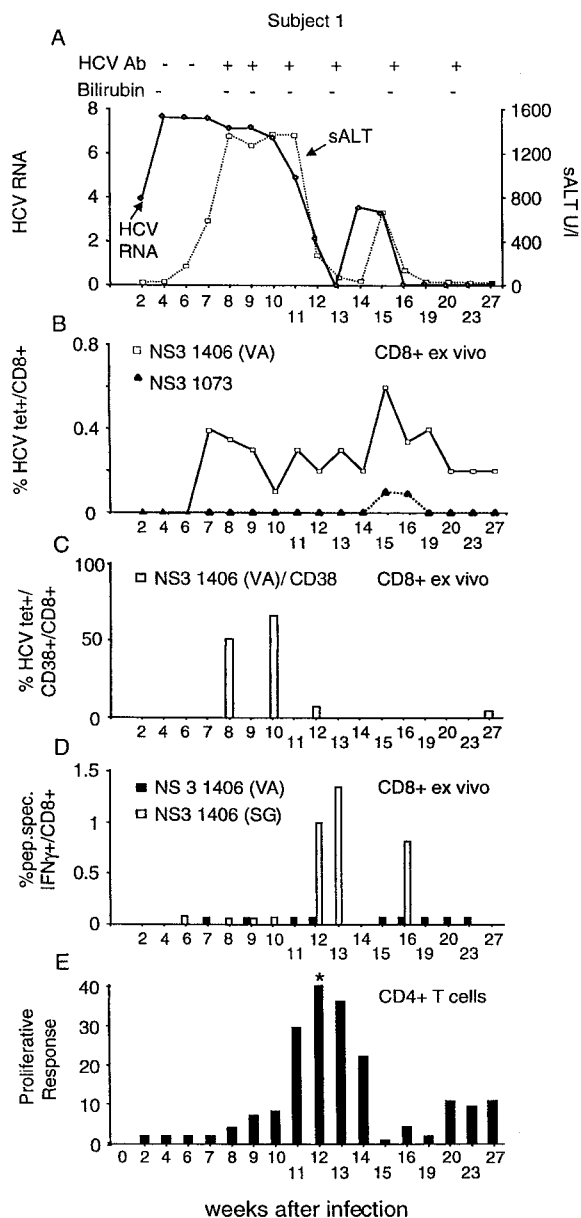 Subject 1
A
HCV Ab - - + + + + + +
Bilirubin - - - - - - -
8
6
4
2
0
HCV RNA
1600
1200
800
400
0
sALT U/l
sALT
HCV
RNA
2 4 6 7 8 9 10 11 12 13 14 15 16 19 20 23 27
B
0.8
0.4
0
% HCV tet+/CD8+
NS3 1406 (VA)
NS3 1073
CD8+ ex vivo
2 4 6 7 8 9 10 11 12 13 14 15 16 19 20 23 27
C
100
50
0
% HCV tet+/
CD38+/CD8+
NS3 1406 (VA)/ CD38
CD8+ ex vivo
2 4 6 7 8 9 10 11 12 13 14 15 16 19 20 23 27
D
1.5
1
0.5
0
%pep.spec.
IFNγ+/CD8+
NS 3 1406 (VA)
NS3 1406 (SG)
CD8+ ex vivo
2 4 6 7 8 9 10 11 12 13 14 15 16 19 20 23 27
E
40
30
20
10
0
Proliferative
Response
*
CD4+ T cells
0 2 4 6 7 8 9 10 11 12 13 14 15 16 19 20 23 27
weeks after infection